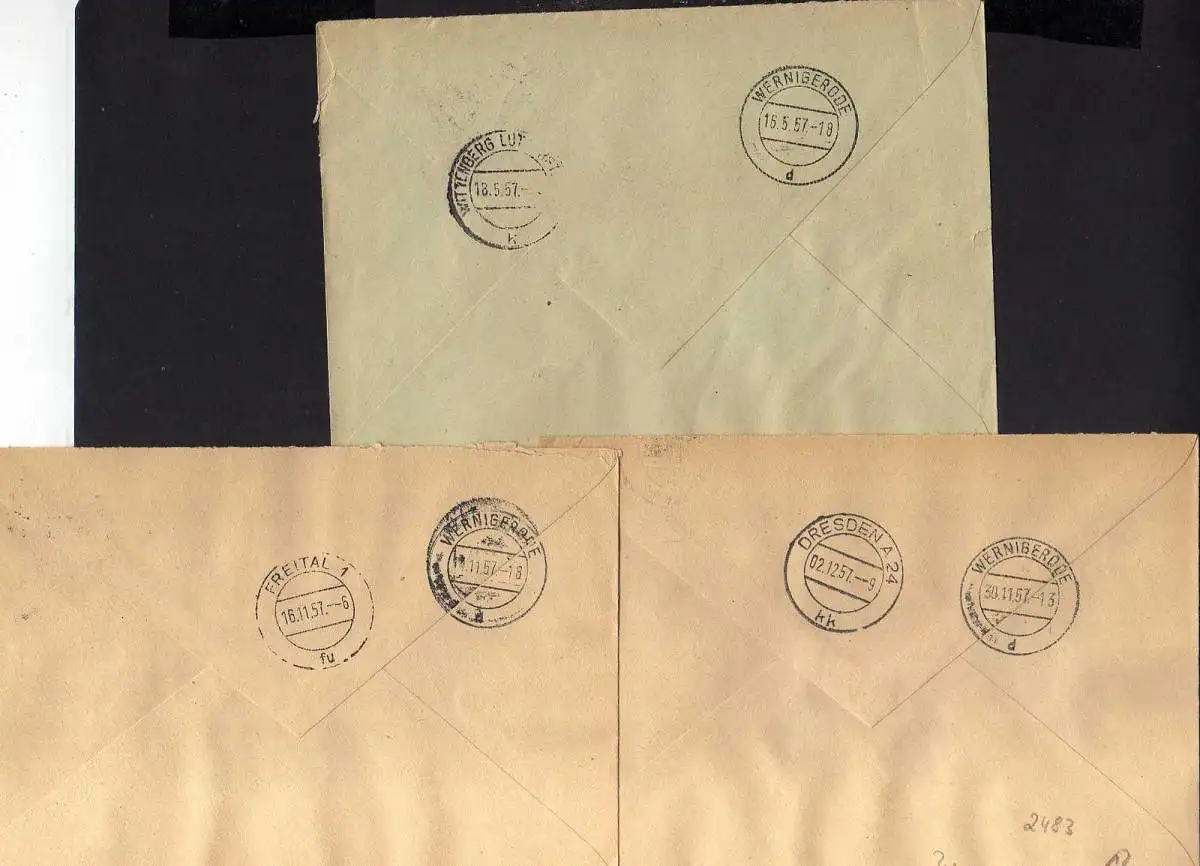 WERNIGERODE
16.5.57.-18
d
WITTENBERG LUT
18.5.57.-
k
FREITAL 1
16.11.57.-6
fu
WERNIGERODE
.11.57.-18
DRESDEN A 24
02.12.57.-9
kk
WERNIGERODE
30.11.57.-13
d
2483